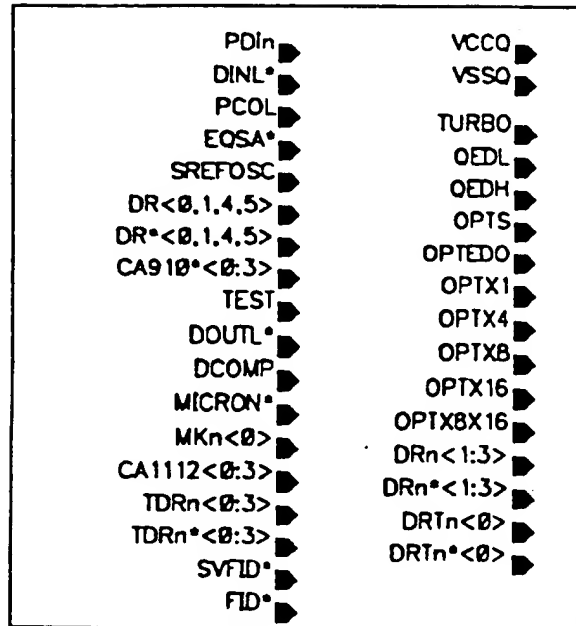 PDin
DINL*
PCOL
EQSA*
SREFOSC
DR<0,1,4,5>
DR*<0,1,4,5>
CA910*<0:3>
TEST
DOUTL*
DCOMP
MICRON*
MKn<0>
CA1112<0:3>
TDRn<0:3>
TDRn*<0:3>
SVFID*
FID*
VCCQ
VSSQ
TURBO
QEDL
QEDH
OPTS
OPTEDO
OPTX1
OPTX4
OPTX8
OPTX16
OPTX8X16
DRn<1:3>
DRn*<1:3>
DRTn<0>
DRTn*<0>